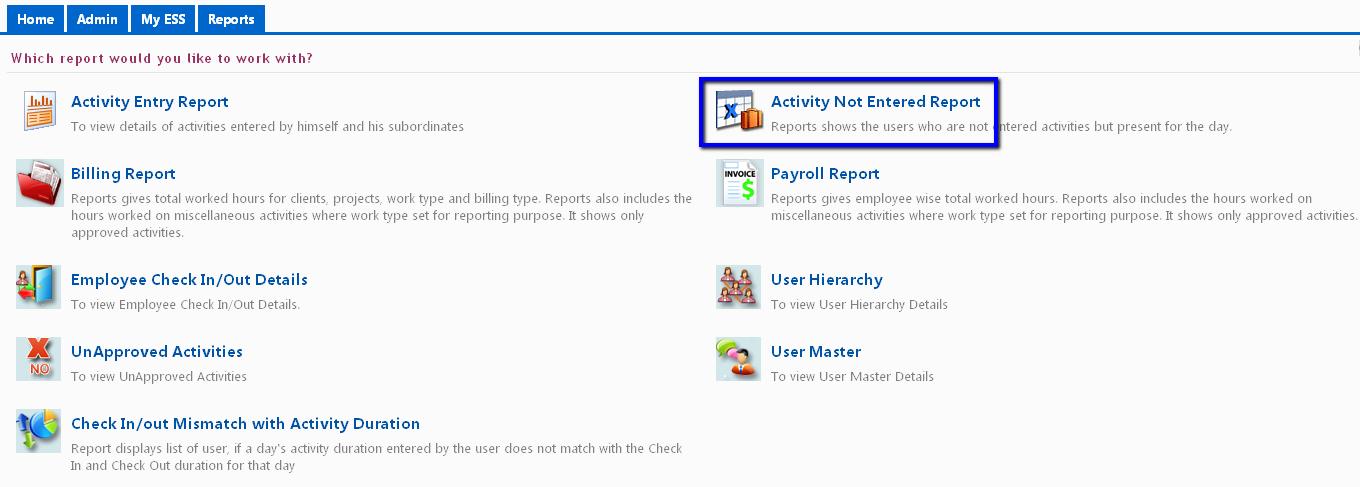 Home Admin My ESS Reports
Which report would you like to work with?
Activity Entry Report
To view details of activities entered by himself and his subordinates
Activity Not Entered Report
Reports shows the users who are not entered activities but present for the day.
Billing Report
Reports gives total worked hours for clients, projects, work type and billing type. Reports also includes the
hours worked on miscellaneous activities where work type set for reporting purpose. It shows only
approved activities.
INVOICE
$
Payroll Report
Reports gives employee wise total worked hours. Reports also includes the hours worked on
miscellaneous activities where work type set for reporting purpose. It shows only approved activities.
Employee Check In/Out Details
To view Employee Check In/Out Details.
User Hierarchy
To view User Hierarchy Details
X
NO
UnApproved Activities
To view UnApproved Activities
User Master
To view User Master Details
Check In/out Mismatch with Activity Duration
Report displays list of user, if a day's activity duration entered by the user does not match with the Check
In and Check Out duration for that day